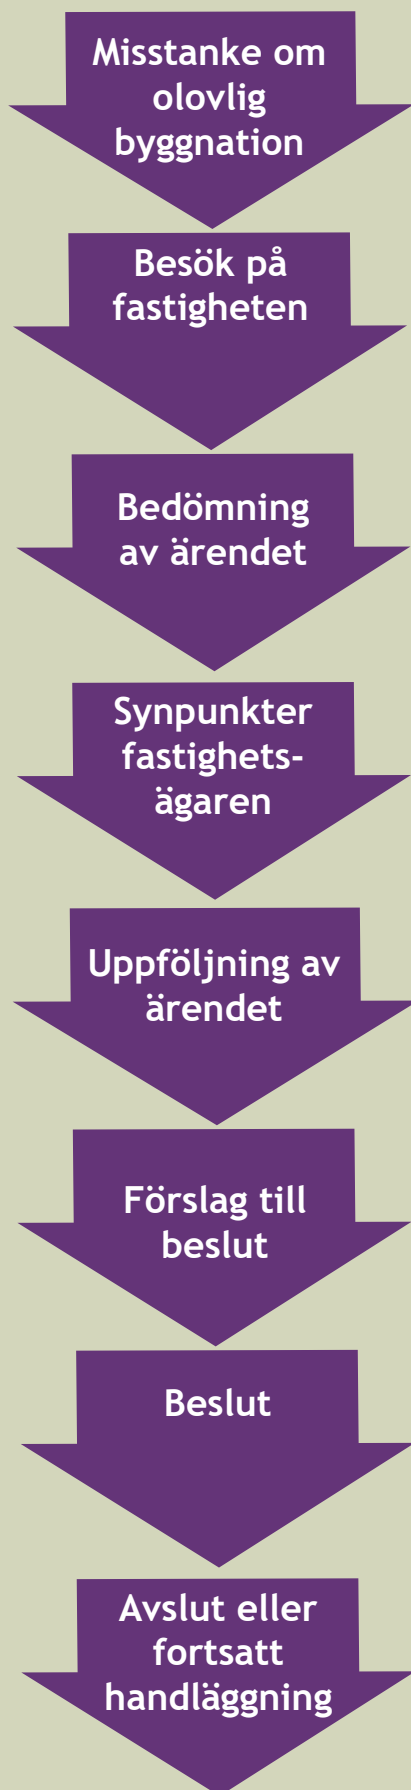 Misstanke om
olovlig
byggnation
Besök på
fastigheten
Bedömning
av ärendet
Synpunkter
fastighets-
ägaren
Uppföljning av
ärendet
Förslag till
beslut
Beslut
Avslut eller
fortsatt
handläggning